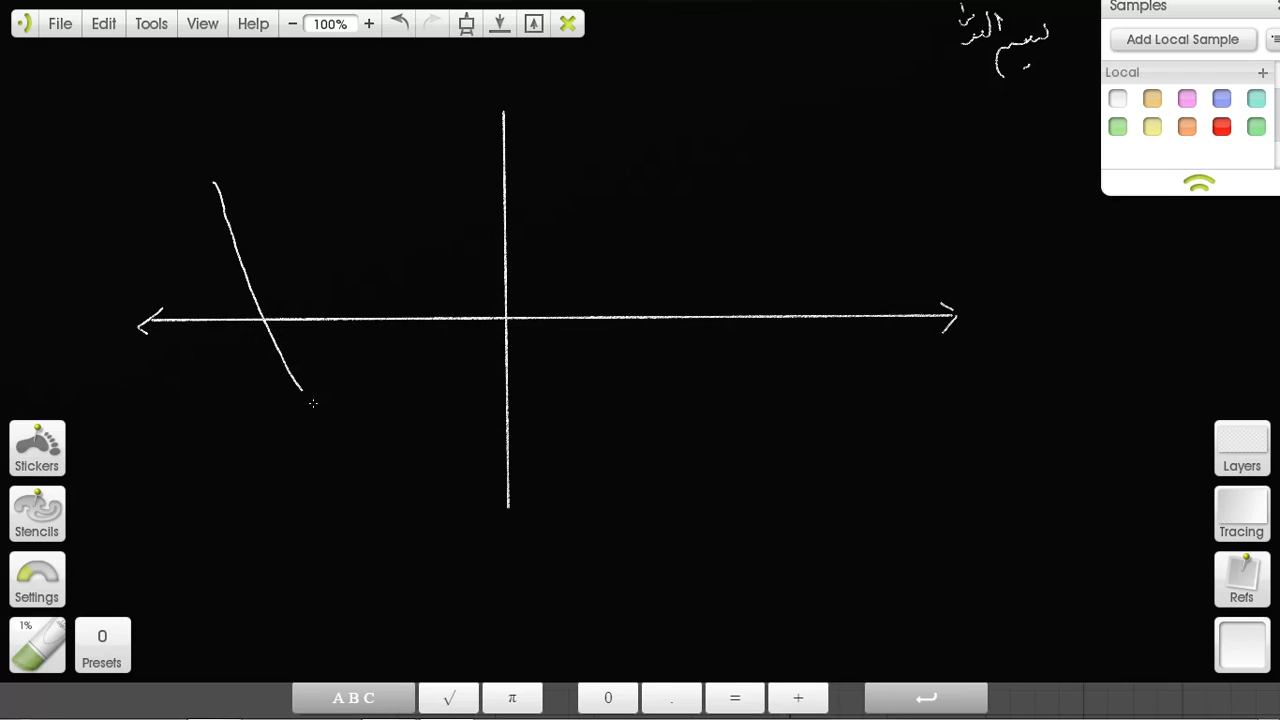 File Edit Tools View Help − 100% +
Samples
Add Local Sample
Local +
Stickers
Stencils
Settings
1%
0
Presets
Layers
Tracing
Refs
A B C √ π 0 . = +